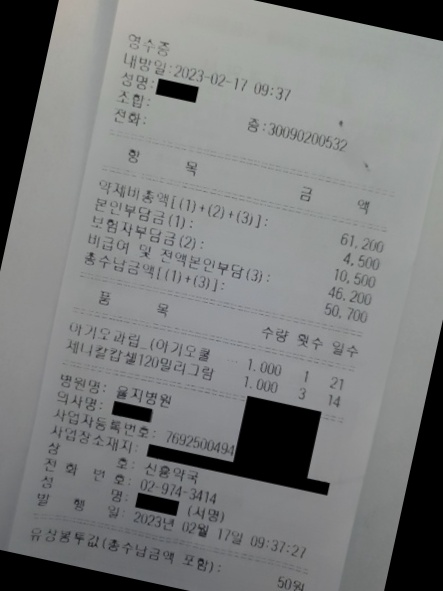 영수증
내방일:2023-02-17 09:37
성명:
조합:
전화: 증:30090200532
항 목 금 액
약제비총액[(1)+(2)+(3)]: 61,200
본인부담금(1): 4,500
보험자부담금(2): 10,500
비급여 및 전액본인부담(3): 46,200
총수납금액[(1)+(3)]: 50,700
품 목 수량 횟수 일수
아기오과립_(아기오콜 1.000 1 21
제니칼캅셀120밀리그람 1.000 3 14
병원명: 을지병원
의사명:
사업자등록번호: 7692500494
사업장소재지:
상 호: 신흥약국
전 화 번 호: 02-974-3414
성 명: (서명)
발 행 일: 2023년 02월 17일 09:37:27
유상봉투값(총수납금액 포함): 50원